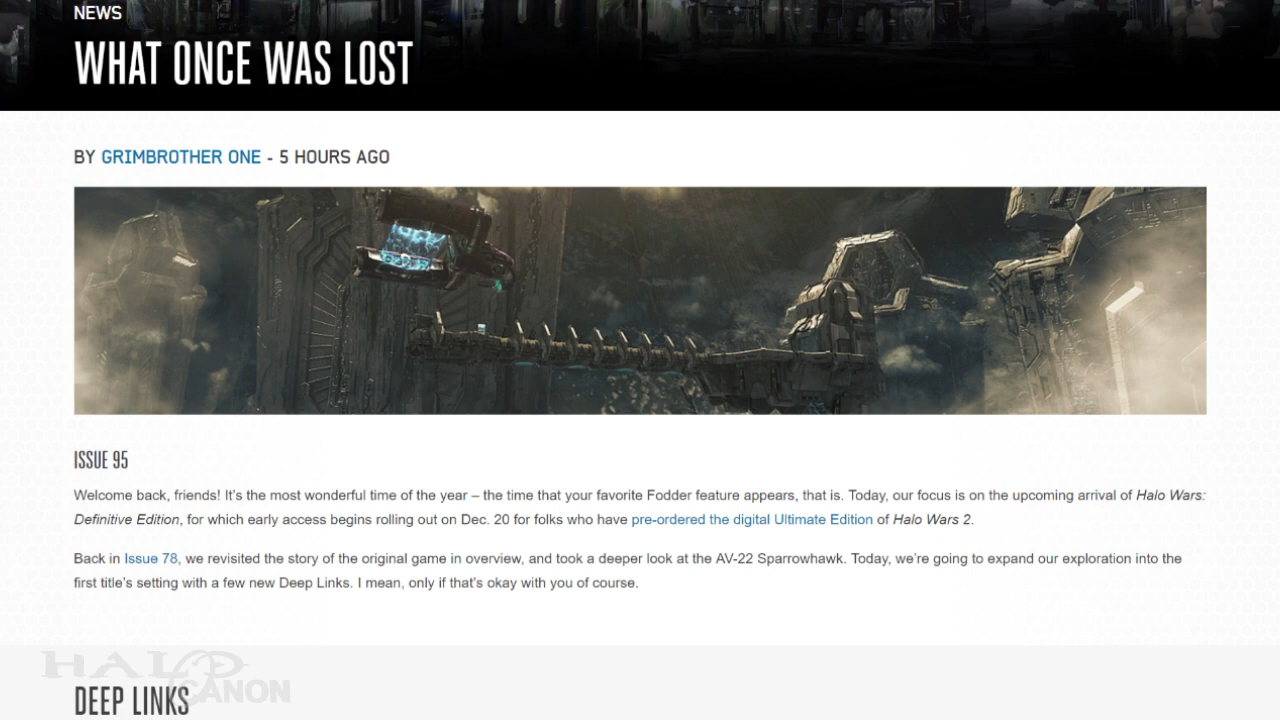 NEWS
WHAT ONCE WAS LOST
BY GRIMBROTHER ONE - 5 HOURS AGO
ISSUE 95
Welcome back, friends! It's the most wonderful time of the year – the time that your favorite Fodder feature appears, that is. Today, our focus is on the upcoming arrival of Halo Wars:
Definitive Edition, for which early access begins rolling out on Dec. 20 for folks who have pre-ordered the digital Ultimate Edition of Halo Wars 2.
Back in Issue 78, we revisited the story of the original game in overview, and took a deeper look at the AV-22 Sparrowhawk. Today, we're going to expand our exploration into the
first title's setting with a few new Deep Links. I mean, only if that's okay with you of course.
HALO
CANON
DEEP LINKS